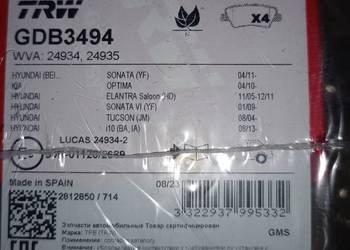 TRW
GDB3494
X4
WVA: 24934, 24935
HYUNDAI (BEI... SONATA (YF) 04/11-
KIA OPTIMA 04/10-
HYUNDAI ELANTRA Saloon (HD) 11/05-12/11
HYUNDAI SONATA VI (YF) 01/09-
HYUNDAI TUCSON (JM) 08/04-
HYUNDAI i10 (BA, IA) 08/13-
LUCAS 24934-2
Made in SPAIN 08/23
2812850 / 714
3 322937 995332
GMS
Запчасти автомобильные Товар сертифицирован